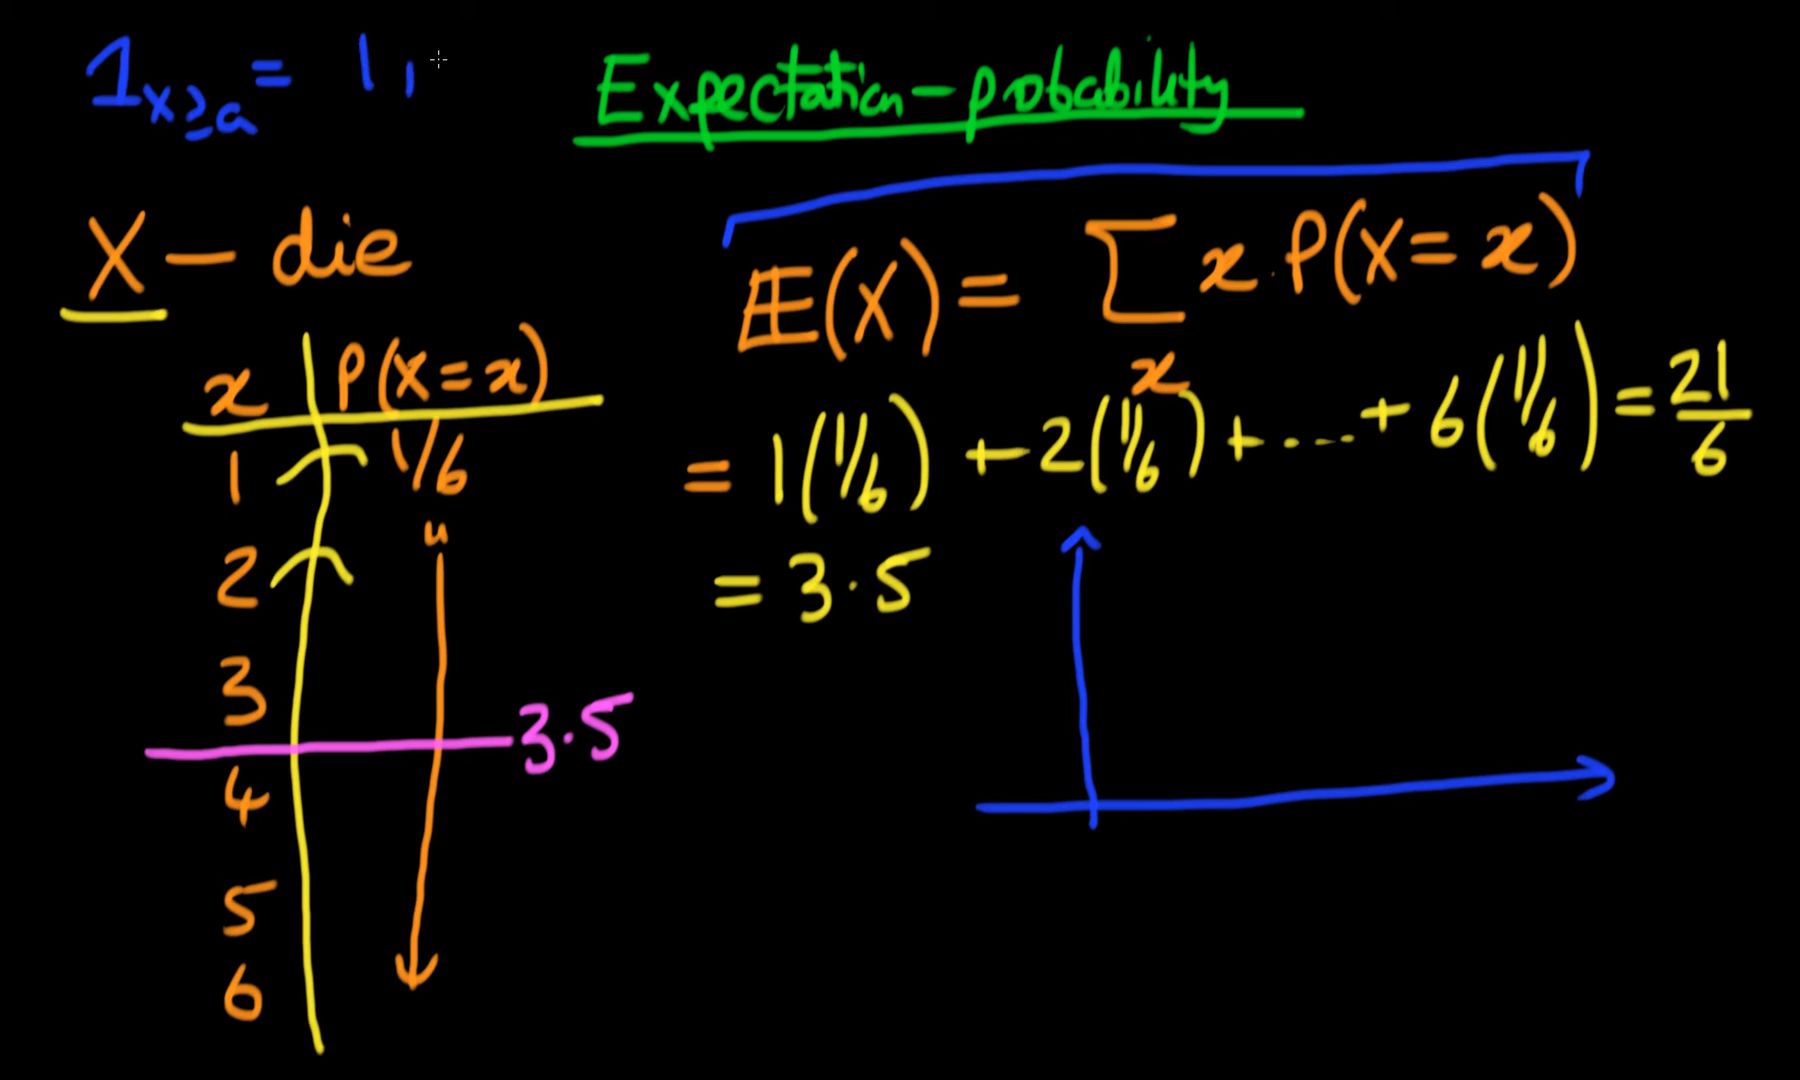 1x≥a = 1,
Expectation-probability
X - die
E(X) = Σ x.P(X=x)
x
x P(X=x)
1 1/6
"
2
3
3.5
4
5
6
= 1(1/6) + 2(1/6) + ..... + 6(1/6) = 21/6
= 3.5